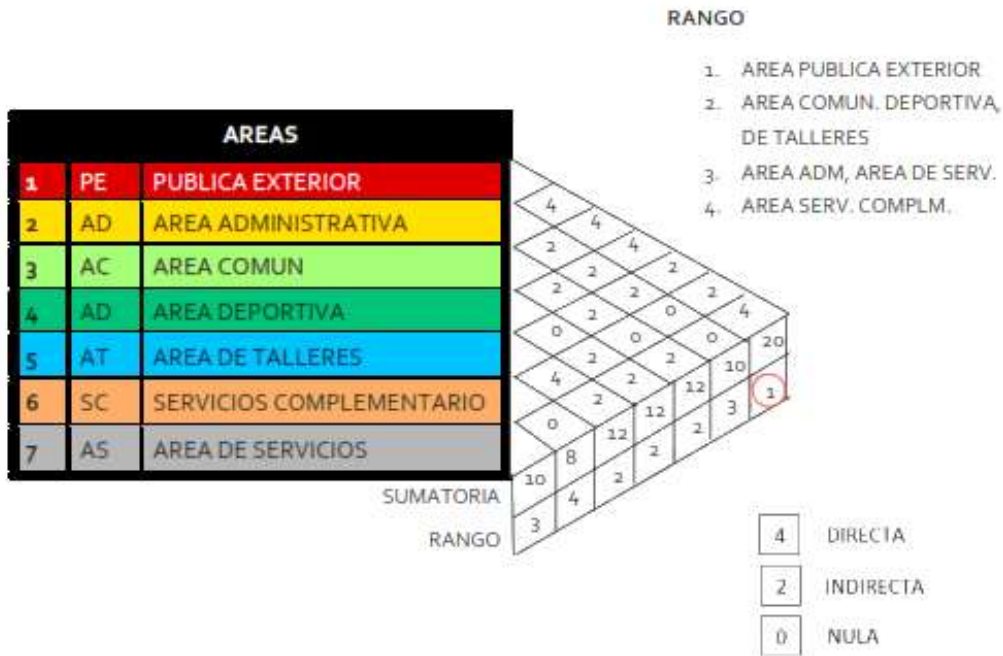 RANGO
1. AREA PUBLICA EXTERIOR
2. AREA COMUN. DEPORTIVA,
DE TALLERES
3. AREA ADM, AREA DE SERV.
4. AREA SERV. COMPLM.
AREAS
1 PE PUBLICA EXTERIOR
2 AD AREA ADMINISTRATIVA
3 AC AREA COMUN
4 AD AREA DEPORTIVA
5 AT AREA DE TALLERES
6 SC SERVICIOS COMPLEMENTARIO
7 AS AREA DE SERVICIOS
4 4 4 2 2 4
2 2 2 0 0
2 2 0 2
0 2 2
4 2
0
SUMATORIA 10 8 12 12 12 10 20
RANGO 3 4 2 2 2 3 1
4 DIRECTA
2 INDIRECTA
0 NULA